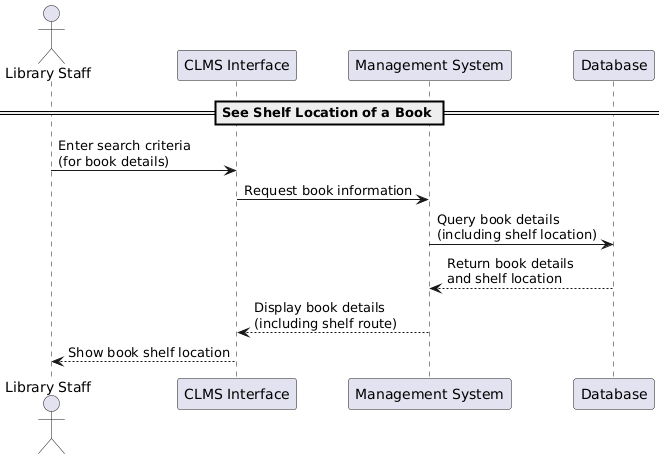 Library Staff
CLMS Interface
Management System
Database
See Shelf Location of a Book
Enter search criteria
(for book details)
Request book information
Query book details
(including shelf location)
Return book details
and shelf location
Display book details
(including shelf route)
Show book shelf location
Library Staff
CLMS Interface
Management System
Database